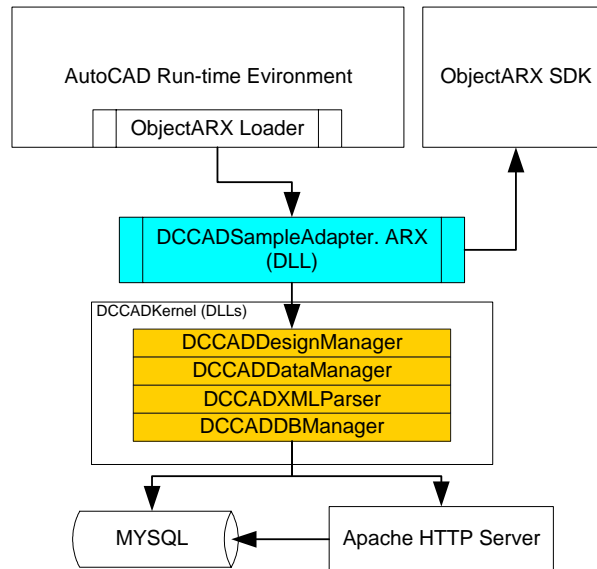 AutoCAD Run-time Evironment
ObjectARX SDK
ObjectARX Loader
DCCADSampleAdapter. ARX
(DLL)
DCCADKernel (DLLs)
DCCADDesignManager
DCCADDataManager
DCCADXMLParser
DCCADDBManager
MYSQL
Apache HTTP Server